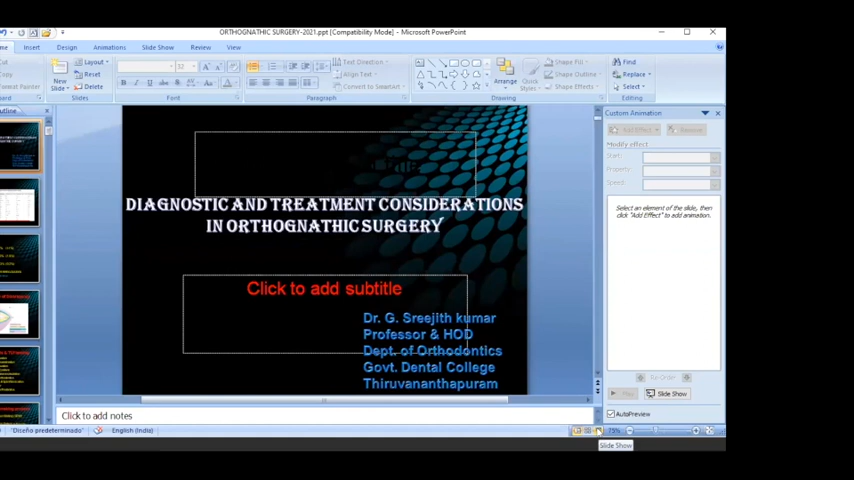 ORTHOGNATHIC SURGERY-2021.ppt [Compatibility Mode] - Microsoft PowerPoint
Insert Design Animations Slide Show Review View
Layout
Reset
Delete
New Slide
Slides
Font
32
Text Direction
Align Text
Convert to SmartArt
Paragraph
Arrange
Quick Styles
Shape Fill
Shape Outline
Shape Effects
Drawing
Find
Replace
Select
Editing
Format Painter
Custom Animation
Add Effect
Remove
Modify effect
Start:
Property:
Speed:
Select an element of the slide, then
click "Add Effect" to add animation.
DIAGNOSTIC AND TREATMENT CONSIDERATIONS
IN ORTHOGNATHIC SURGERY
Click to add subtitle
Dr. G. Sreejith kumar
Professor & HOD
Dept. of Orthodontics
Govt. Dental College
Thiruvananthapuram
Re-Order
Play
Slide Show
AutoPreview
Click to add notes
"Diseño predeterminado"
English (India)
75%
Slide Show